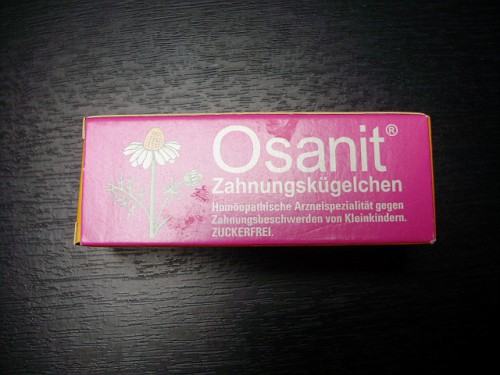 Osanit®
Zahnungskügelchen
Homöopathische Arzneispezialität gegen
Zahnungsbeschwerden von Kleinkindern.
ZUCKERFREI.